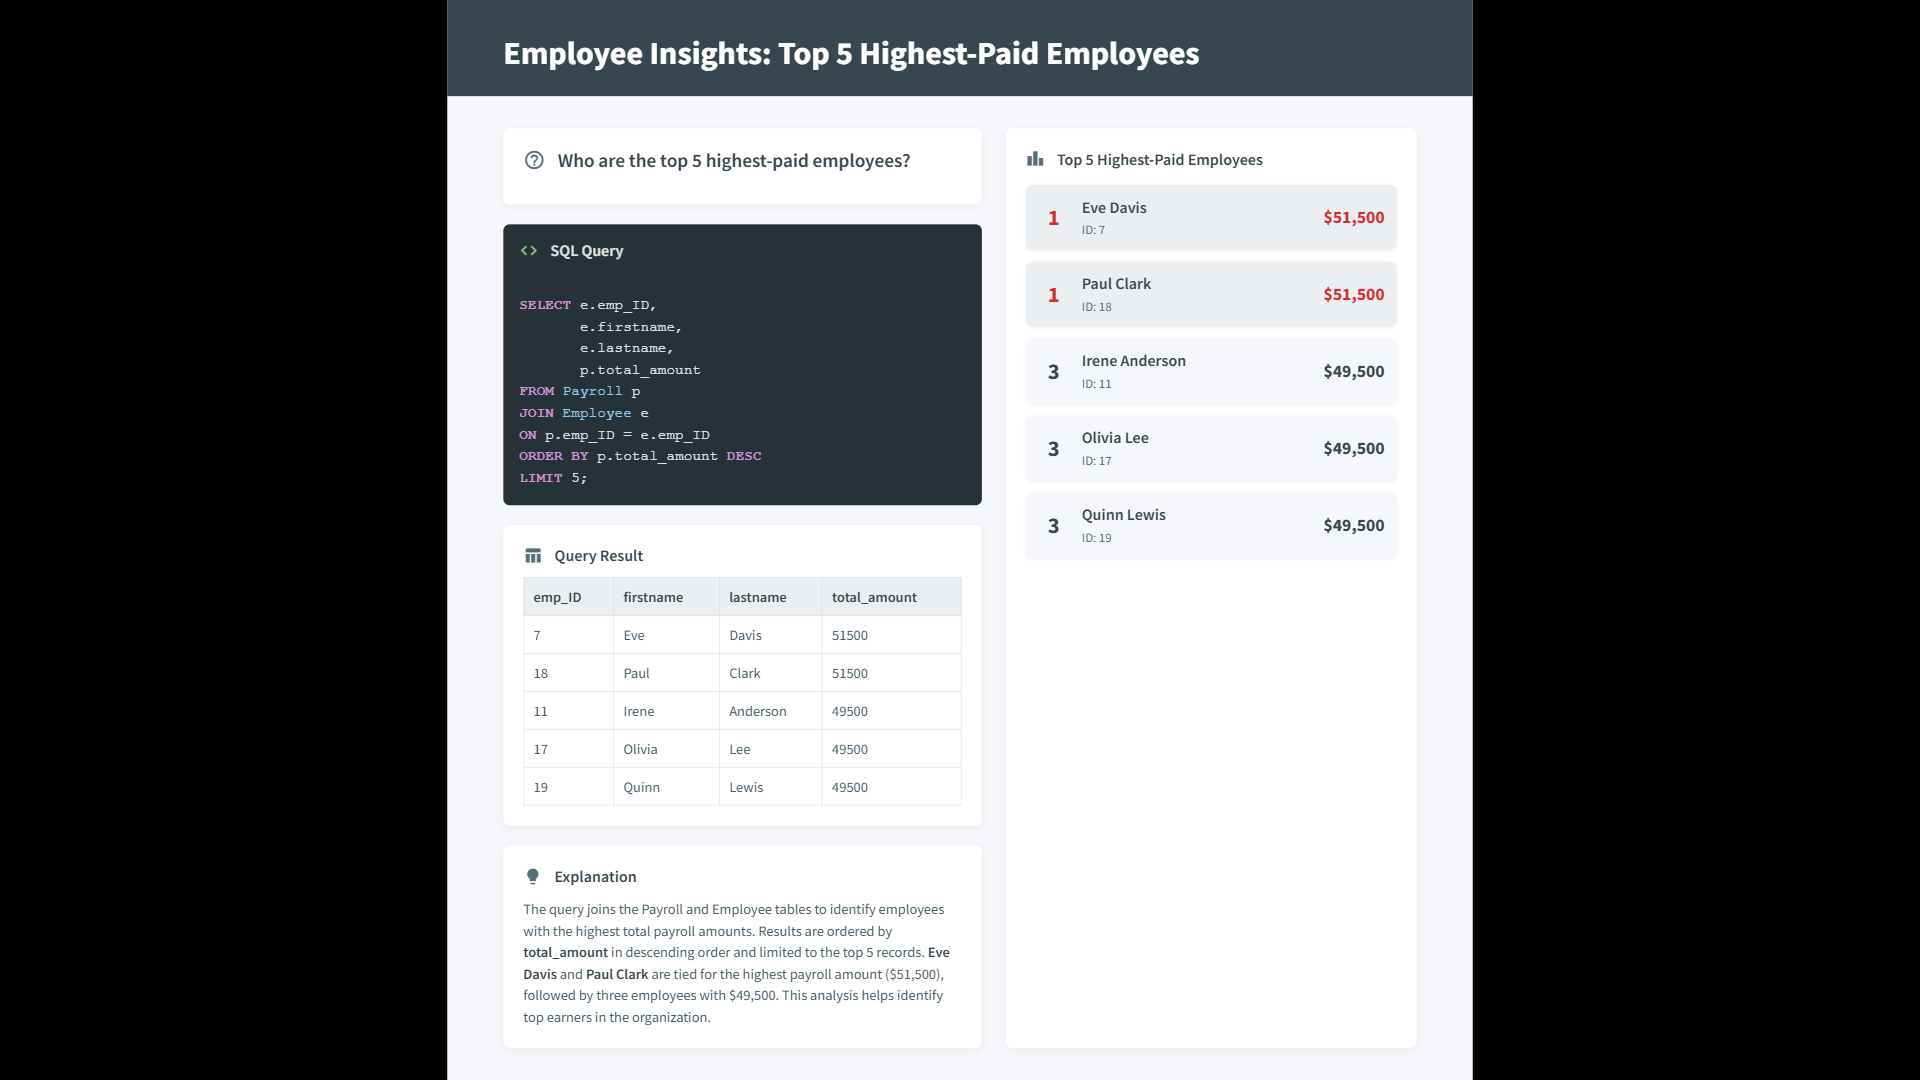 Employee Insights: Top 5 Highest-Paid Employees
Who are the top 5 highest-paid employees?
SQL Query
SELECT e.emp_ID,
e.firstname,
e.lastname,
p.total_amount
FROM Payroll p
JOIN Employee e
ON p.emp_ID = e.emp_ID
ORDER BY p.total_amount DESC
LIMIT 5;
Query Result
emp_ID firstname lastname total_amount
7 Eve Davis 51500
18 Paul Clark 51500
11 Irene Anderson 49500
17 Olivia Lee 49500
19 Quinn Lewis 49500
Explanation
The query joins the Payroll and Employee tables to identify employees
with the highest total payroll amounts. Results are ordered by
total_amount in descending order and limited to the top 5 records. Eve
Davis and Paul Clark are tied for the highest payroll amount ($51,500),
followed by three employees with $49,500. This analysis helps identify
top earners in the organization.
Top 5 Highest-Paid Employees
1 Eve Davis $51,500
ID: 7
1 Paul Clark $51,500
ID: 18
3 Irene Anderson $49,500
ID: 11
3 Olivia Lee $49,500
ID: 17
3 Quinn Lewis $49,500
ID: 19